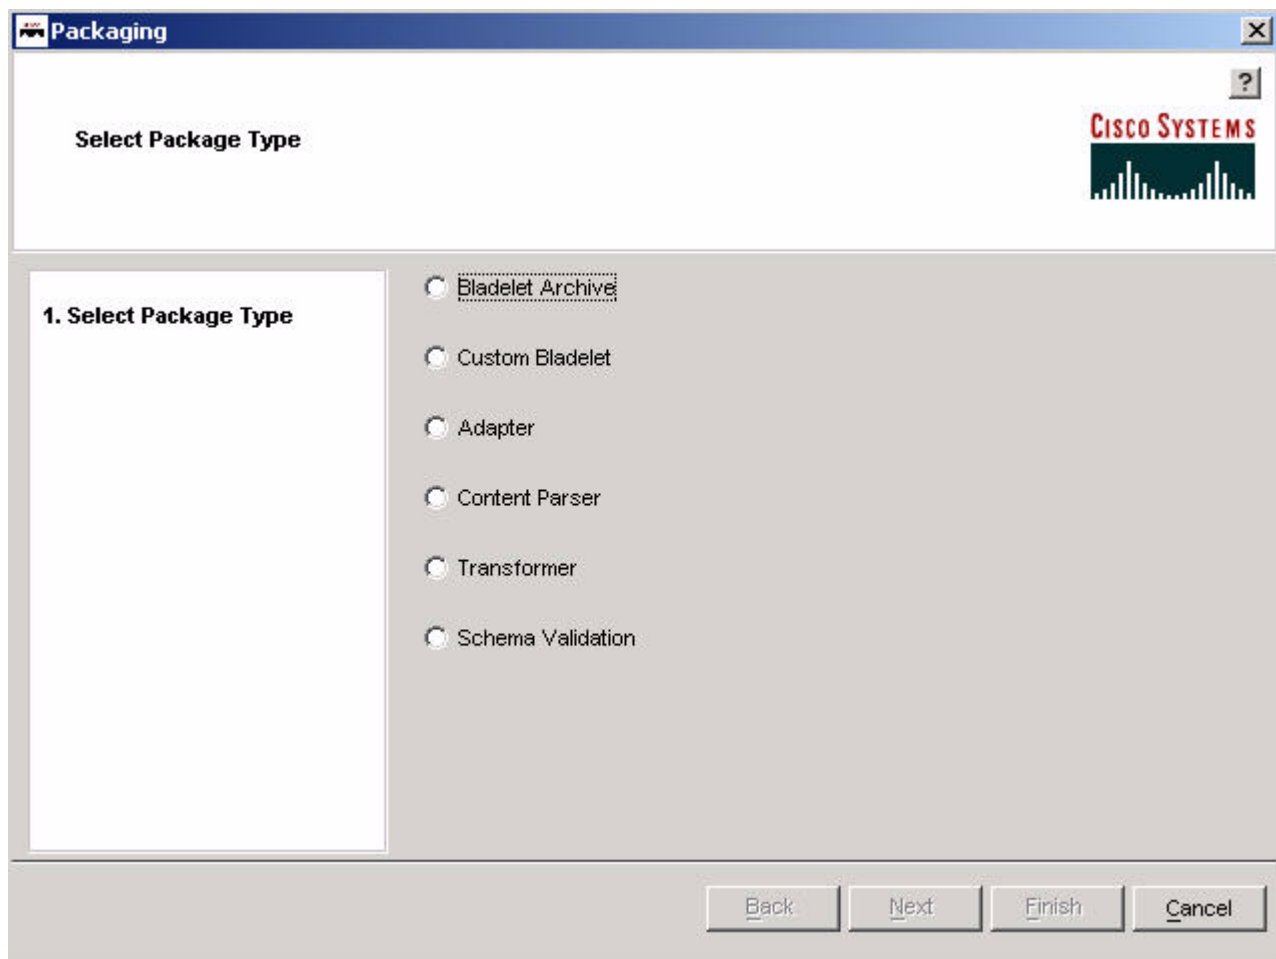 Packaging
?
Select Package Type
CISCO SYSTEMS
1. Select Package Type
Bladelet Archive
Custom Bladelet
Adapter
Content Parser
Transformer
Schema Validation
Back
Next
Finish
Cancel